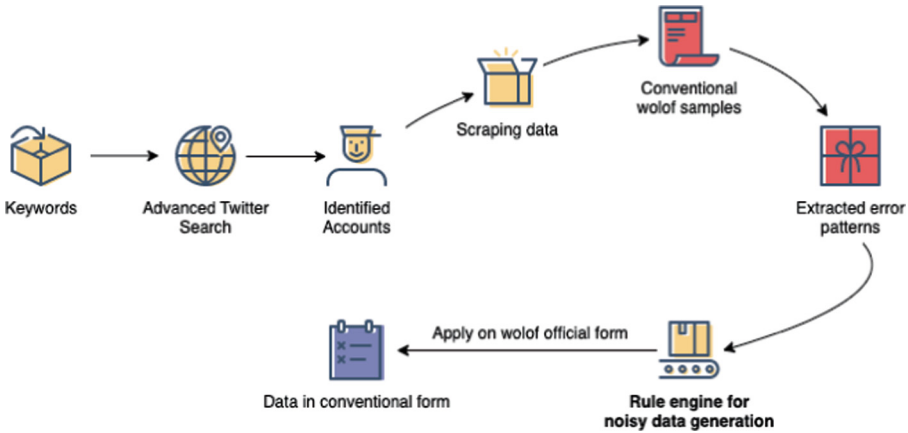 Keywords
Advanced Twitter
Search
Identified
Accounts
Scraping data
Conventional
wolof samples
Extracted error
patterns
Rule engine for
noisy data generation
Apply on wolof official form
Data in conventional form